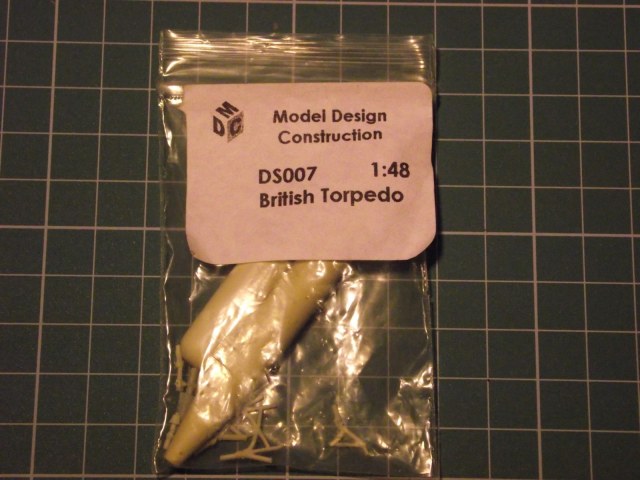 MDC
Model Design
Construction
DS007 1:48
British Torpedo